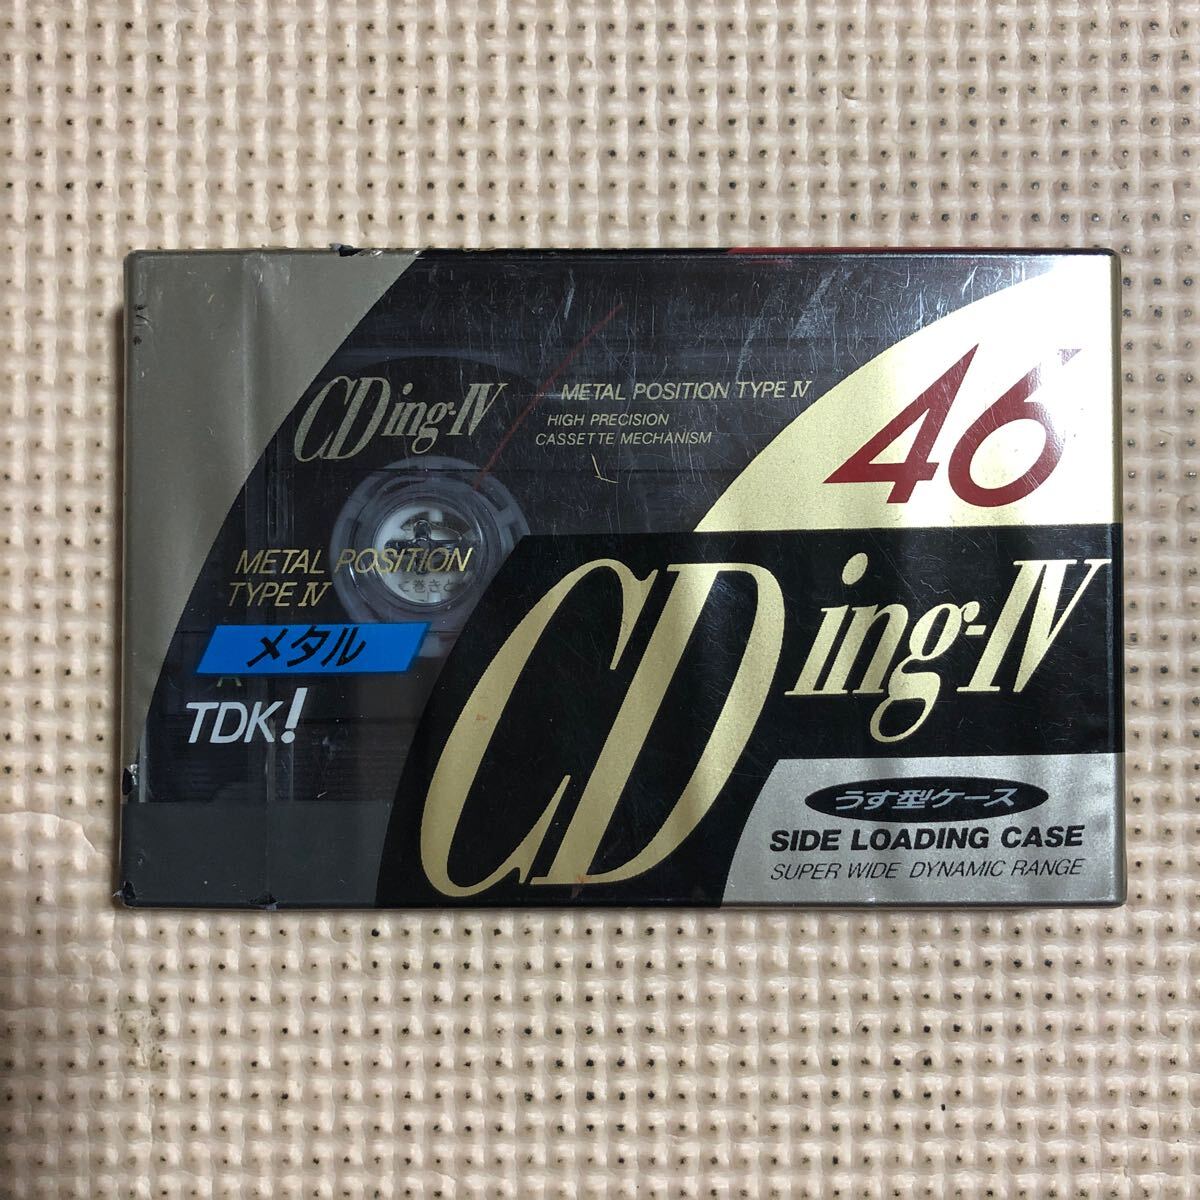 46
CDing-IV
METAL POSITION TYPE IV
HIGH PRECISION
CASSETTE MECHANISM
METAL POSITION
TYPE IV
メタル
A
TDK!
CDing-IV
うす型ケース
SIDE LOADING CASE
SUPER WIDE DYNAMIC RANGE